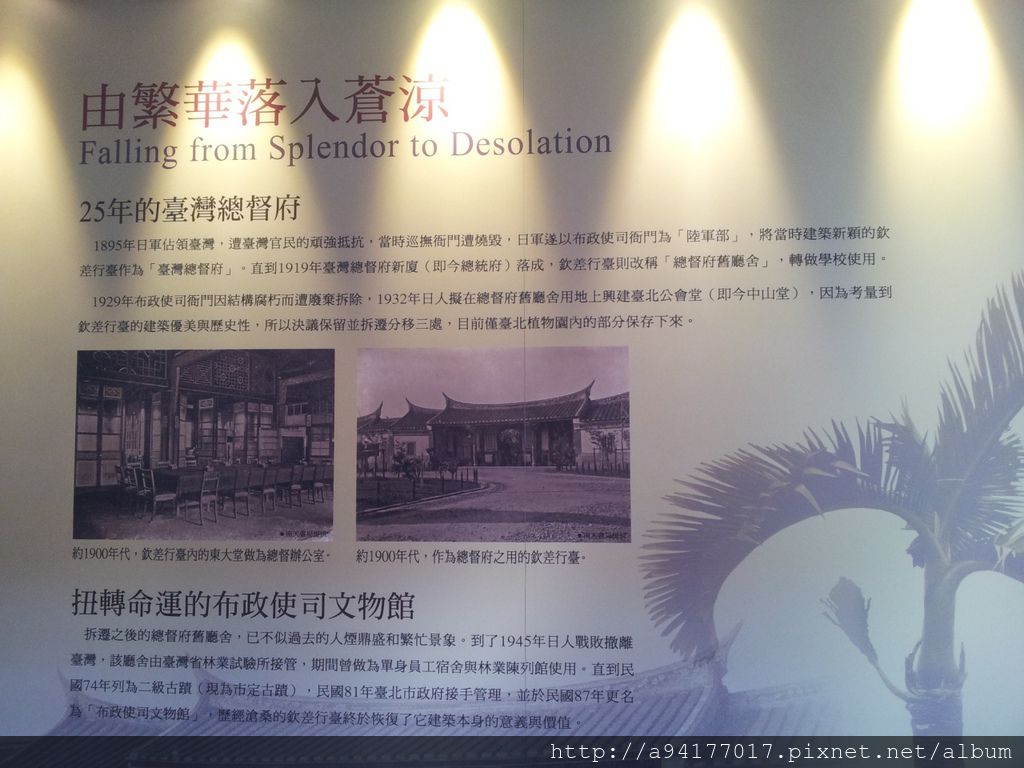 由繁華落入蒼涼
Falling from Splendor to Desolation
25年的臺灣總督府
1895年日軍佔領臺灣，遭臺灣官民的頑強抵抗，當時巡撫衙門遭燒毀，日軍遂以布政使司衙門為「陸軍部」，將當時建築新穎的欽
差行臺作為「臺灣總督府」。直到1919年臺灣總督府新廈（即今總統府）落成，欽差行臺則改稱「總督府舊廳舍」，轉做學校使用。
1929年布政使司衙門因結構腐朽而遭廢棄拆除，1932年日人擬在總督府舊廳舍用地上興建臺北公會堂（即今中山堂），因為考量到
欽差行臺的建築優美與歷史性，所以決議保留並拆遷分移三處，目前僅臺北植物園內的部分保存下來。
約1900年代，欽差行臺內的東大堂做為總督辦公室。
約1900年代，作為總督府之用的欽差行臺。
扭轉命運的布政使司文物館
拆遷之後的總督府舊廳舍，已不似過去的人煙鼎盛和繁忙景象。到了1945年日人戰敗撤離
臺灣，該廳舍由臺灣省林業試驗所接管，期間曾做為單身員工宿舍與林業陳列館使用。直到民
國74年列為二級古蹟（現為市定古蹟），民國81年臺北市政府接手管理，並於民國87年更名
為「布政使司文物館」，歷經滄桑的欽差行臺終於恢復了它建築本身的意義與價值。
http://a94177017.pixnet.net/album